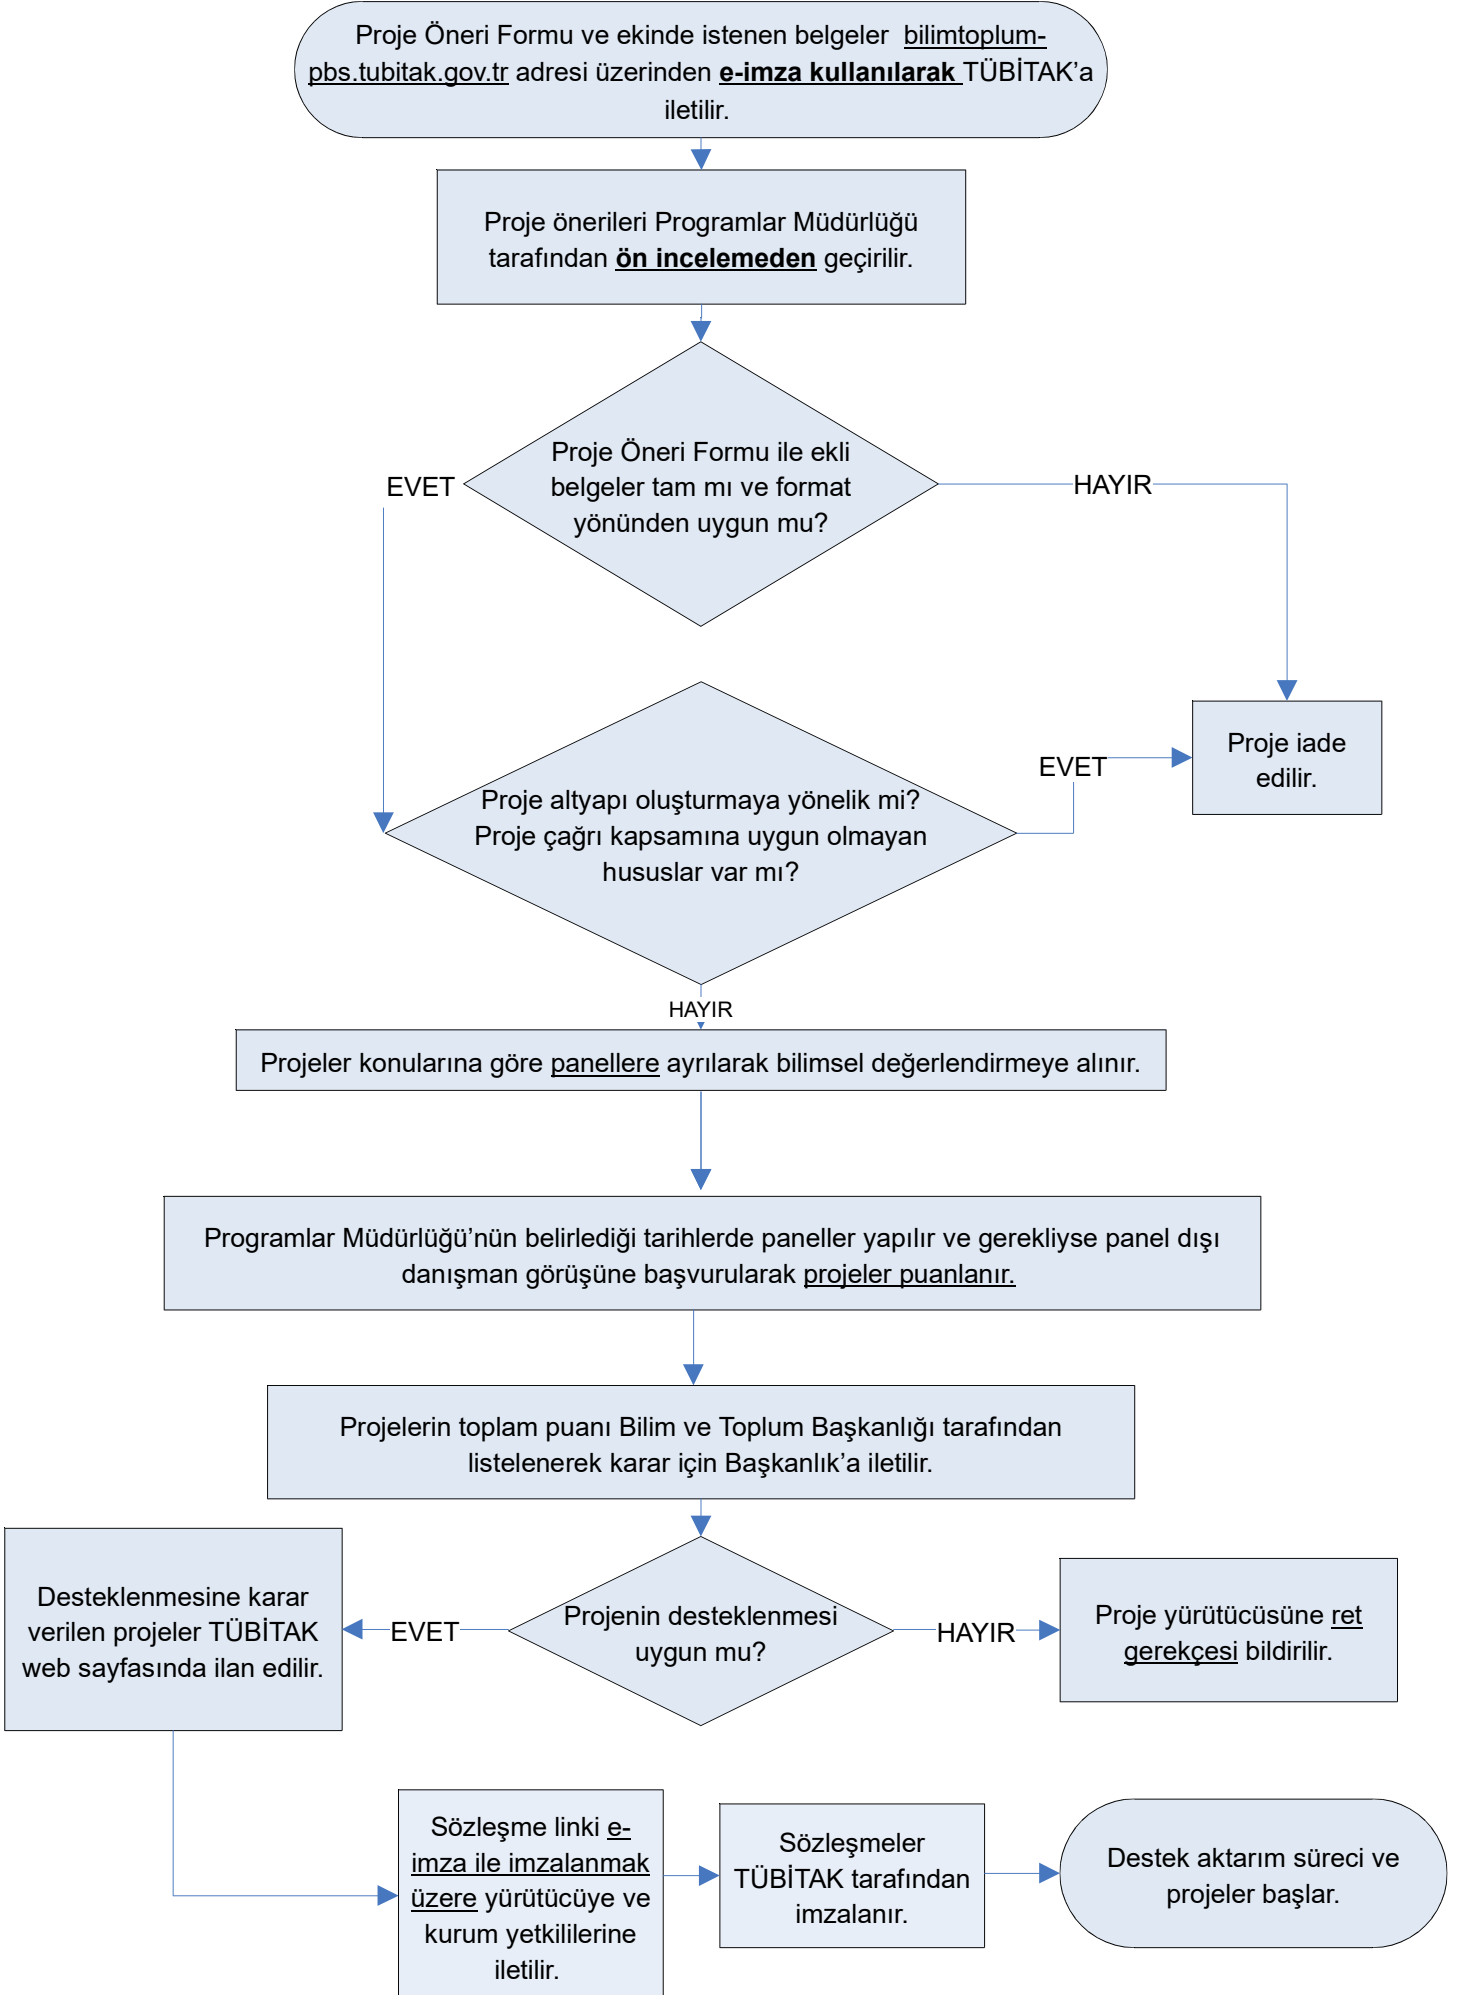 Proje Öneri Formu ve ekinde istenen belgeler bilimtoplum-
pbs.tubitak.gov.tr adresi üzerinden e-imza kullanılarak TÜBİTAK’a
iletilir.
Proje önerileri Programlar Müdürlüğü
tarafından ön incelemeden geçirilir.
Proje Öneri Formu ile ekli
belgeler tam mı ve format
yönünden uygun mu?
EVET
HAYIR
Proje iade
edilir.
EVET
Proje altyapı oluşturmaya yönelik mi?
Proje çağrı kapsamına uygun olmayan
hususlar var mı?
HAYIR
Projeler konularına göre panellere ayrılarak bilimsel değerlendirmeye alınır.
Programlar Müdürlüğü’nün belirlediği tarihlerde paneller yapılır ve gerekliyse panel dışı
danışman görüşüne başvurularak projeler puanlanır.
Projelerin toplam puanı Bilim ve Toplum Başkanlığı tarafından
listelenerek karar için Başkanlık’a iletilir.
Desteklenmesine karar
verilen projeler TÜBİTAK
web sayfasında ilan edilir.
EVET
Projenin desteklenmesi
uygun mu?
HAYIR
Proje yürütücüsüne ret
gerekçesi bildirilir.
Sözleşme linki e-
imza ile imzalanmak
üzere yürütücüye ve
kurum yetkililerine
iletilir.
Sözleşmeler
TÜBİTAK tarafından
imzalanır.
Destek aktarım süreci ve
projeler başlar.